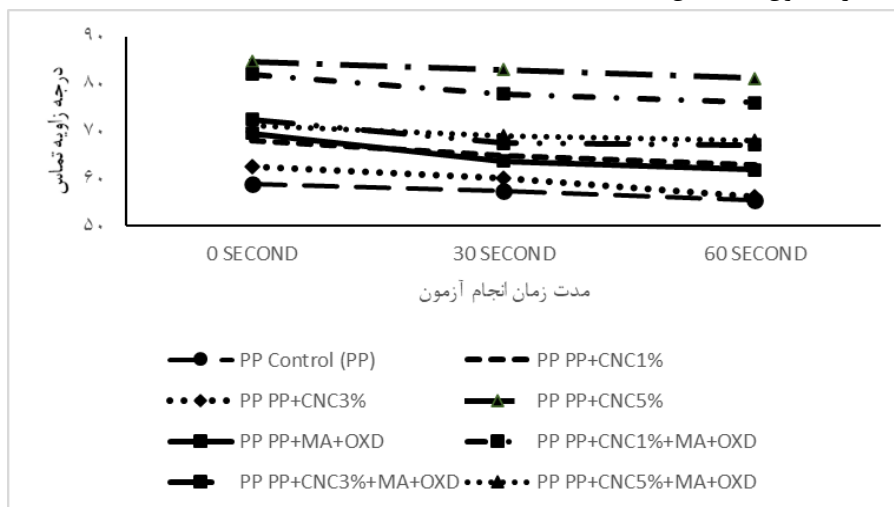 ۹۰
۸۰
۷۰
۶۰
۵۰
درجه زاویه تماس
0 SECOND 30 SECOND 60 SECOND
مدت زمان انجام آزمون
PP Control (PP) PP PP+CNC1%
PP PP+CNC3% PP PP+CNC5%
PP PP+MA+OXD PP PP+CNC1%+MA+OXD
PP PP+CNC3%+MA+OXD PP PP+CNC5%+MA+OXD